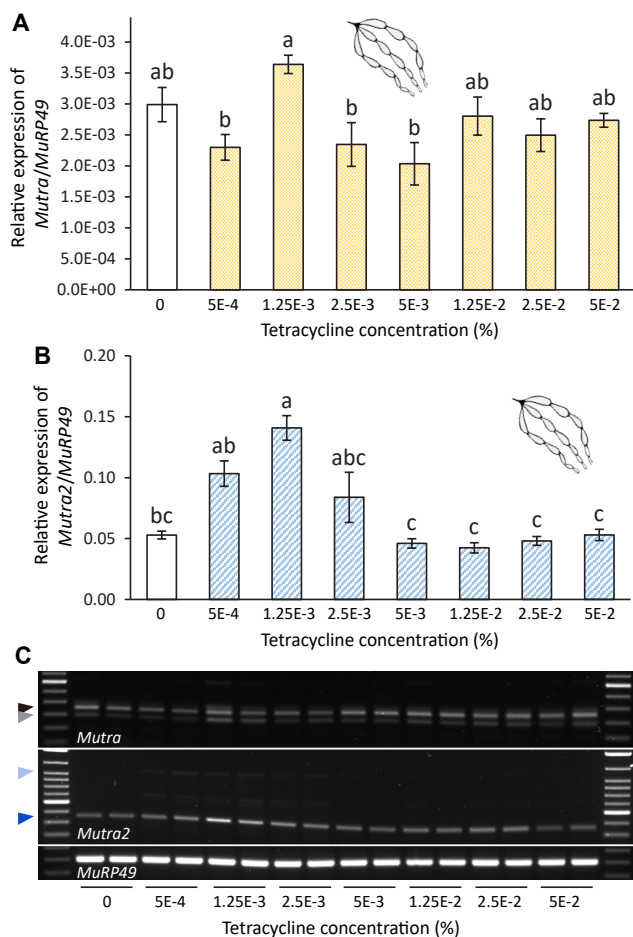 A
Relative expression of
Mutra/MuRP49
4.0E-03
3.5E-03
3.0E-03
2.5E-03
2.0E-03
1.5E-03
1.0E-03
5.0E-04
0.0E+00
ab
b
a
b
b
ab
ab
ab
0 5E-4 1.25E-3 2.5E-3 5E-3 1.25E-2 2.5E-2 5E-2
Tetracycline concentration (%)
B
Relative expression of
Mutra2/MuRP49
0.20
0.15
0.10
0.05
0.00
bc
ab
a
abc
c
c
c
c
0 5E-4 1.25E-3 2.5E-3 5E-3 1.25E-2 2.5E-2 5E-2
Tetracycline concentration (%)
C
Mutra
Mutra2
MuRP49
0 5E-4 1.25E-3 2.5E-3 5E-3 1.25E-2 2.5E-2 5E-2
Tetracycline concentration (%)